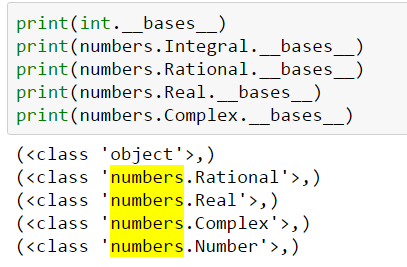 print(int.__bases__)
print(numbers.Integral.__bases__)
print(numbers.Rational.__bases__)
print(numbers.Real.__bases__)
print(numbers.Complex.__bases__)
(<class 'object'>,)
(<class 'numbers.Rational'>,)
(<class 'numbers.Real'>,)
(<class 'numbers.Complex'>,)
(<class 'numbers.Number'>,)